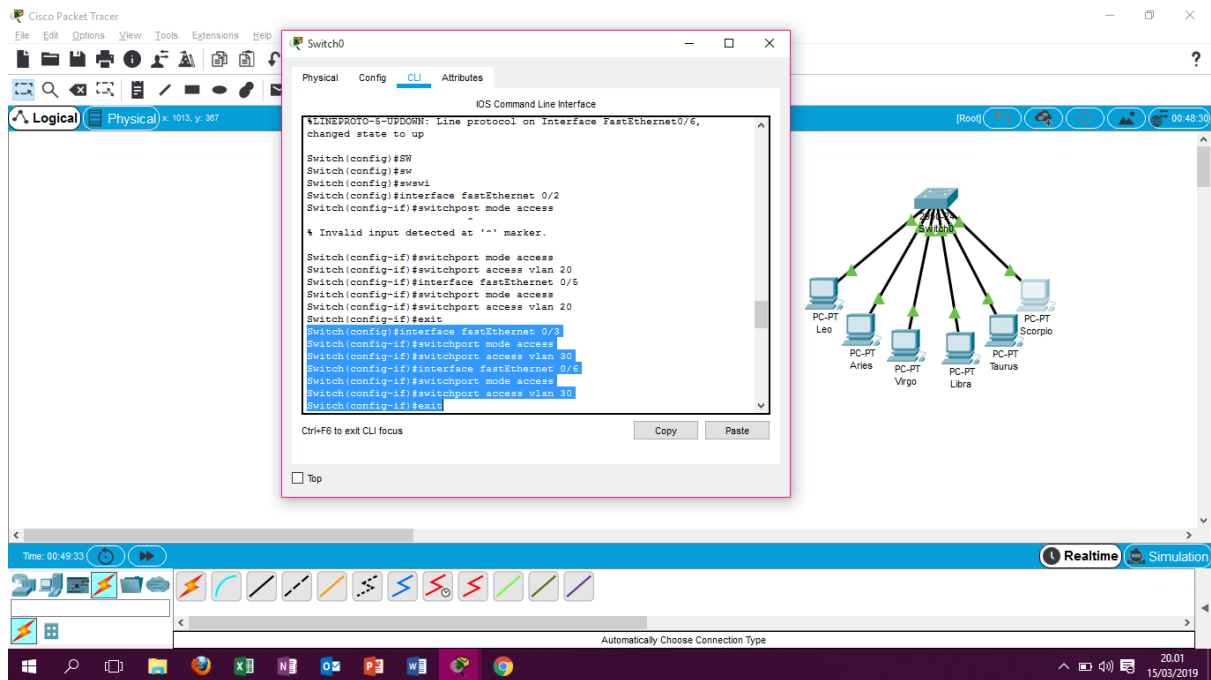 Cisco Packet Tracer
File Edit Options View Tools Extensions Help
?
Logical Physical x: 1013, y: 367
[Root] 00:48:30
Switch0
Physical Config CLI Attributes
IOS Command Line Interface
%LINEPROTO-5-UPDOWN: Line protocol on Interface FastEthernet0/6,
changed state to up
Switch(config)#SW
Switch(config)#sw
Switch(config)#swswi
Switch(config)#interface fastEthernet 0/2
Switch(config-if)#switchpost mode access
^
% Invalid input detected at '^' marker.
Switch(config-if)#switchport mode access
Switch(config-if)#switchport access vlan 20
Switch(config-if)#interface fastEthernet 0/5
Switch(config-if)#switchport mode access
Switch(config-if)#switchport access vlan 20
Switch(config-if)#exit
Switch(config)#interface fastEthernet 0/3
Switch(config-if)#switchport mode access
Switch(config-if)#switchport access vlan 30
Switch(config-if)#interface fastEthernet 0/6
Switch(config-if)#switchport mode access
Switch(config-if)#switchport access vlan 30
Switch(config-if)#exit
Ctrl+F6 to exit CLI focus
Copy Paste
Top
Switch0
PC-PT
Leo
PC-PT
Aries
PC-PT
Virgo
PC-PT
Libra
PC-PT
Taurus
PC-PT
Scorpio
Time: 00:49:33
Realtime Simulation
Automatically Choose Connection Type
20.01
15/03/2019